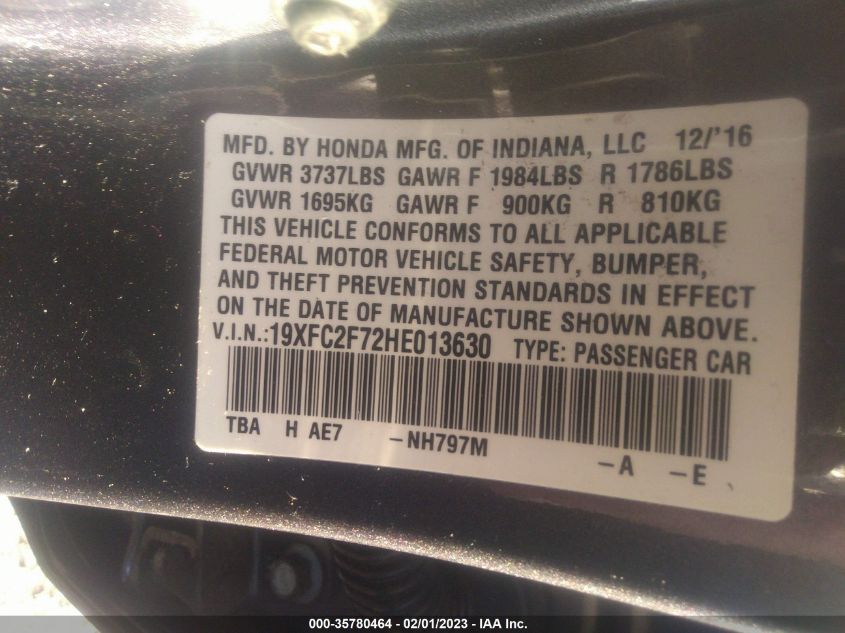 MFD. BY HONDA MFG. OF INDIANA, LLC 12/'16
GVWR 3737LBS GAWR F 1984LBS R 1786LBS
GVWR 1695KG GAWR F 900KG R 810KG
THIS VEHICLE CONFORMS TO ALL APPLICABLE
FEDERAL MOTOR VEHICLE SAFETY, BUMPER,
AND THEFT PREVENTION STANDARDS IN EFFECT
ON THE DATE OF MANUFACTURE SHOWN ABOVE.
V.I.N.:19XFC2F72HE013630 TYPE: PASSENGER CAR
TBA H AE7 -NH797M -A -E
000-35780464 - 02/01/2023 - IAA Inc.